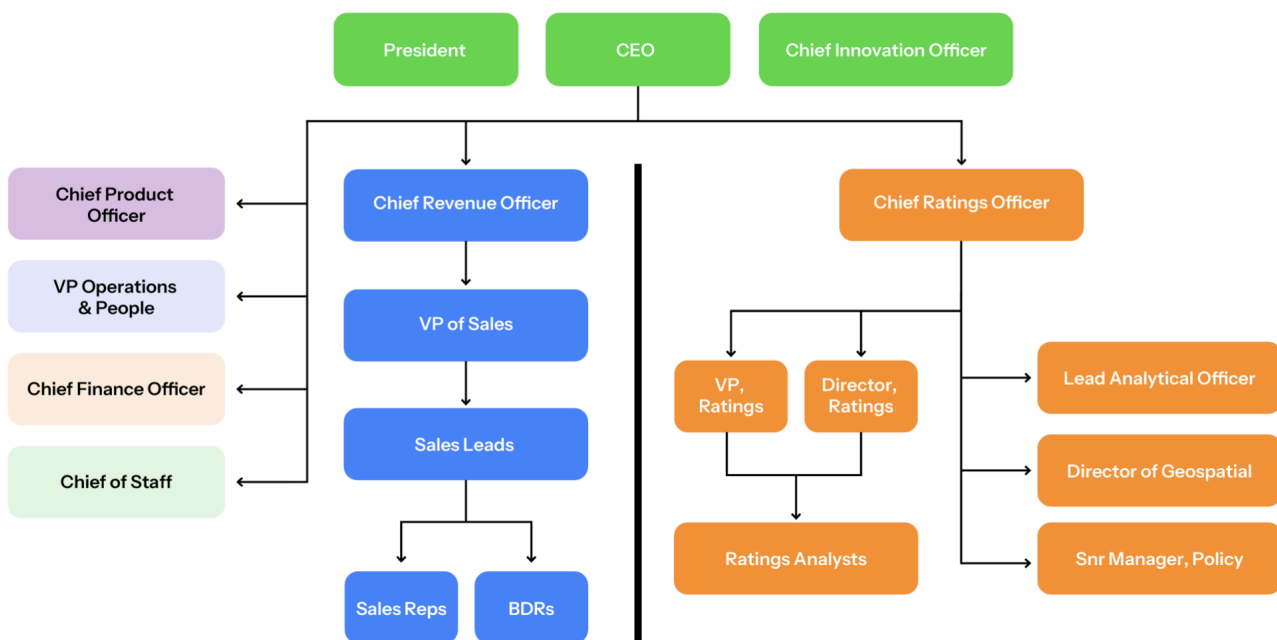 President
CEO
Chief Innovation Officer
Chief Product
Officer
Chief Revenue Officer
Chief Ratings Officer
VP Operations
& People
VP of Sales
Chief Finance Officer
VP,
Ratings
Director,
Ratings
Lead Analytical Officer
Sales Leads
Chief of Staff
Director of Geospatial
Ratings Analysts
Snr Manager, Policy
Sales Reps
BDRs